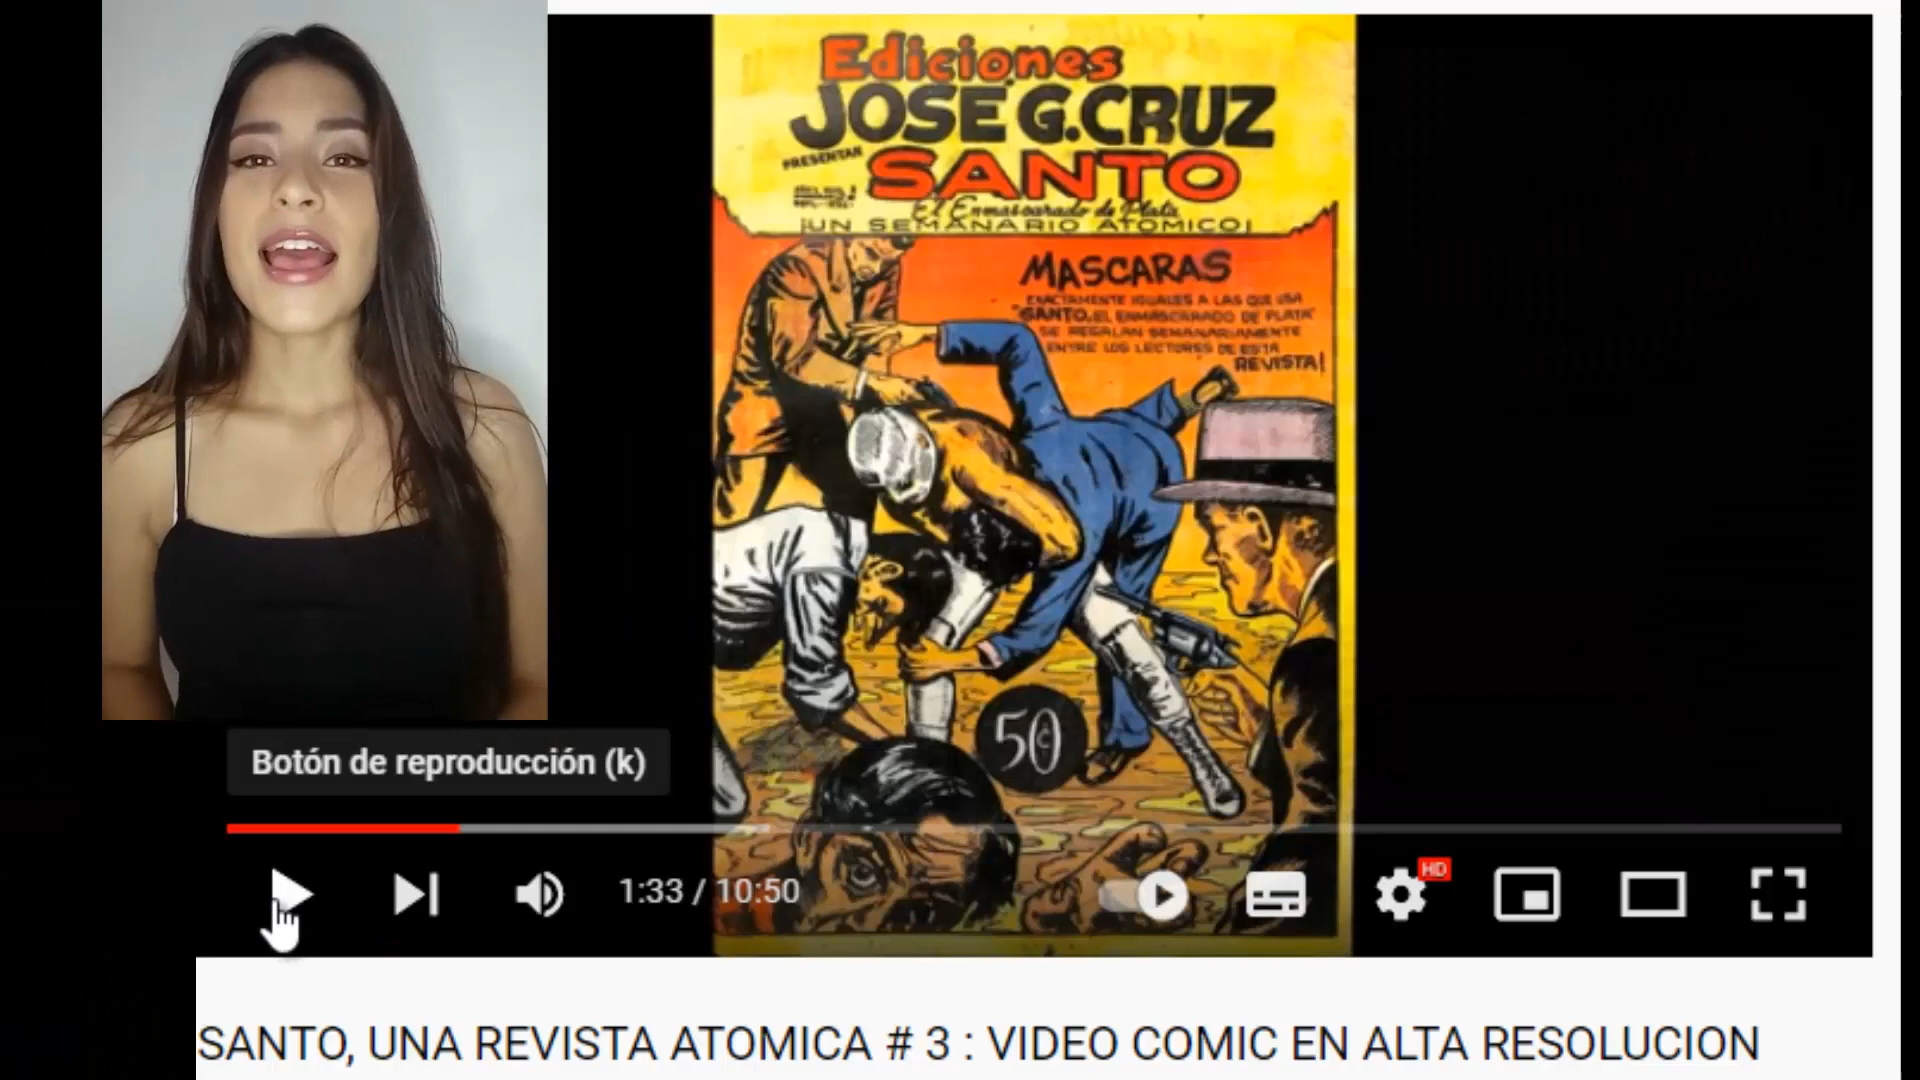 Ediciones
JOSE G. CRUZ
PRESENTAN
SANTO
El Enmascarado de Plata
¡UN SEMANARIO ATOMICO!
MASCARAS
EXACTAMENTE IGUALES A LAS QUE USA
"SANTO, EL ENMASCARADO DE PLATA"
SE REGALAN SEMANARIAMENTE
ENTRE LOS LECTORES DE ESTA
REVISTA!
50¢
Botón de reproducción (k)
1:33 / 10:50
HD
SANTO, UNA REVISTA ATOMICA # 3 : VIDEO COMIC EN ALTA RESOLUCION